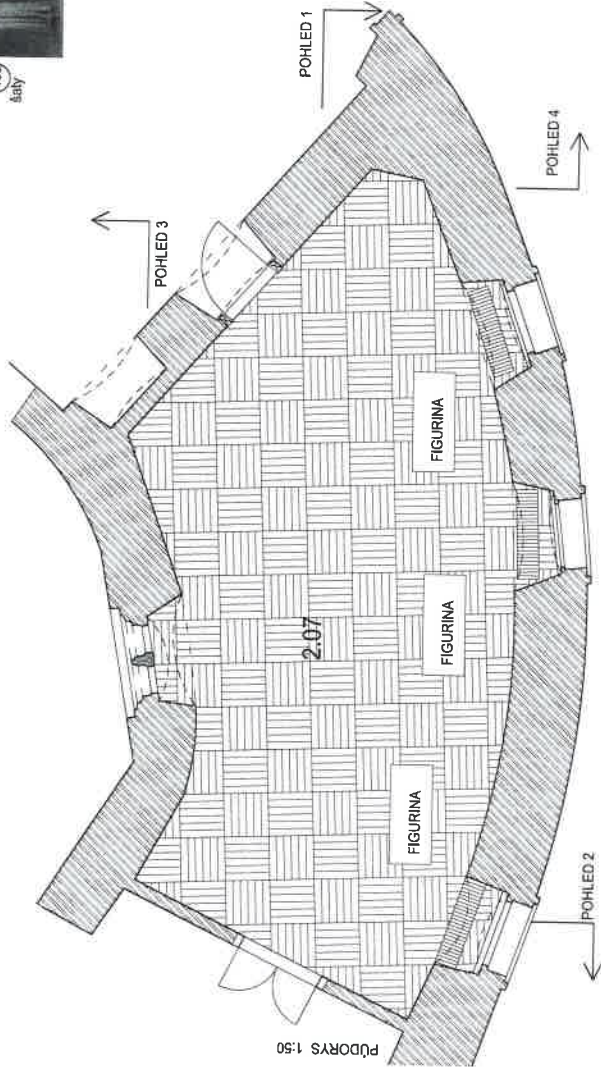 šaty
POHLED 1
POHLED 3
POHLED 4
FIGURINA
FIGURINA
2.07
FIGURINA
POHLED 2
PŮDORYS 1:50